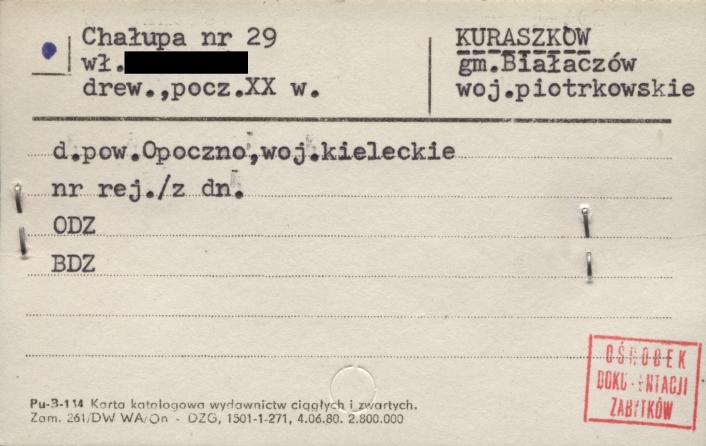 Chałupa nr 29
wł.
drew.,pocz.XX w.
KURASZKÓW
gm.Białaczów
woj.piotrkowskie
d.pow.Opoczno,woj.kieleckie
nr rej./z dn.
ODZ
BDZ
OŚRODEK
DOKUMENTACJI
ZABYTKÓW
Pu-B-114 Karta katalogowa wydawnictw ciągłych i zwartych.
Zam. 261/DW WA/On - DZG, 1501-1-271, 4.06.80. 2.800.000